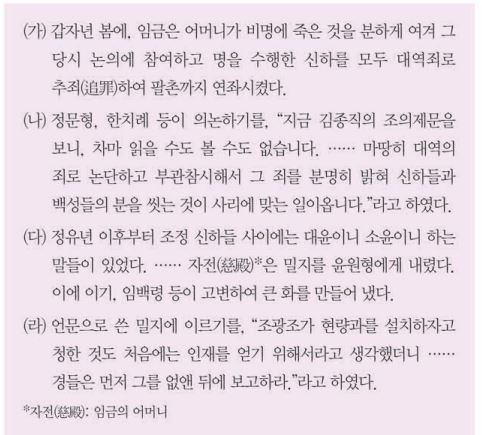 (가) 갑자년 봄에, 임금은 어머니가 비명에 죽은 것을 분하게 여겨 그
당시 논의에 참여하고 명을 수행한 신하를 모두 대역죄로
추죄(追罪)하여 팔촌까지 연좌시켰다.
(나) 정문형, 한치례 등이 의논하기를, “지금 김종직의 조의제문을
보니, 차마 읽을 수도 볼 수도 없습니다. …… 마땅히 대역의
죄로 논단하고 부관참시해서 그 죄를 분명히 밝혀 신하들과
백성들의 분을 씻는 것이 사리에 맞는 일이옵니다.”라고 하였다.
(다) 정유년 이후부터 조정 신하들 사이에는 대윤이니 소윤이니 하는
말들이 있었다. …… 자전(慈殿)*은 밀지를 윤원형에게 내렸다.
이에 이기, 임백령 등이 고변하여 큰 화를 만들어 냈다.
(라) 언문으로 쓴 밀지에 이르기를, “조광조가 현량과를 설치하자고
청한 것도 처음에는 인재를 얻기 위해서라고 생각했더니 ……
경들은 먼저 그를 없앤 뒤에 보고하라.”라고 하였다.
*자전(慈殿): 임금의 어머니